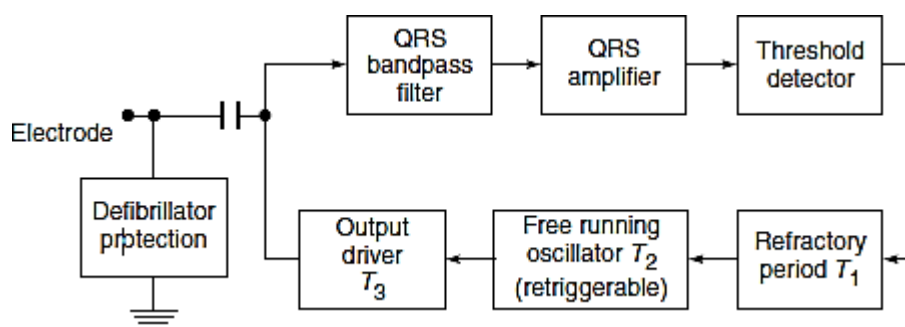 QRS
bandpass
filter
QRS
amplifier
Threshold
detector
Electrode
Defibrillator
protection
Output
driver
T3
Free running
oscillator T2
(retriggerable)
Refractory
period T1